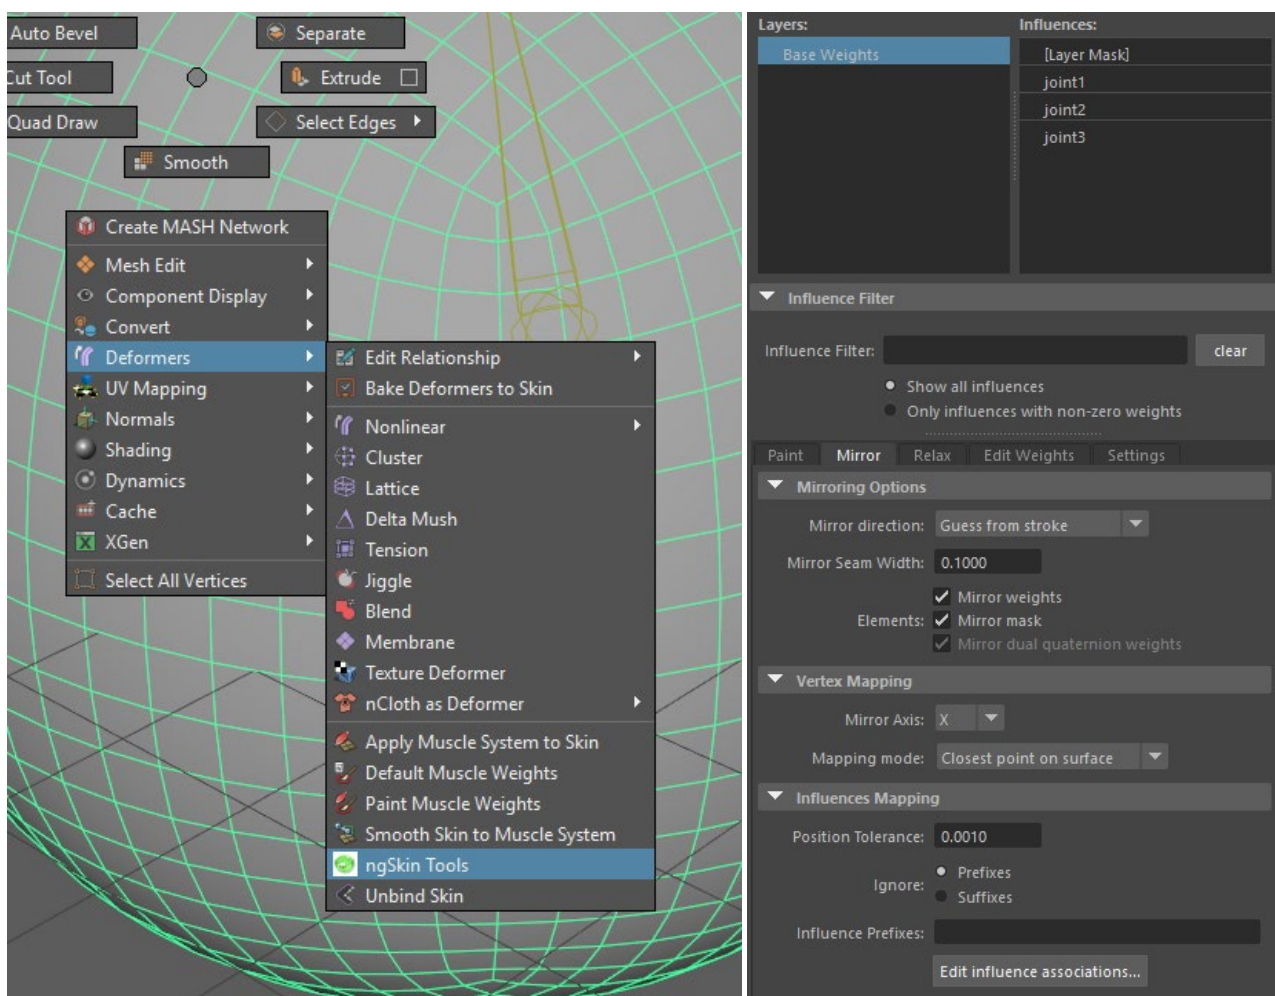 Auto Bevel
Separate
Cut Tool
Extrude
Quad Draw
Select Edges
Smooth
Create MASH Network
Mesh Edit
Component Display
Convert
Deformers
UV Mapping
Normals
Shading
Dynamics
Cache
XGen
Select All Vertices
Edit Relationship
Bake Deformers to Skin
Nonlinear
Cluster
Lattice
Delta Mush
Tension
Jiggle
Blend
Membrane
Texture Deformer
nCloth as Deformer
Apply Muscle System to Skin
Default Muscle Weights
Paint Muscle Weights
Smooth Skin to Muscle System
ngSkin Tools
Unbind Skin
Layers:
Base Weights
Influences:
[Layer Mask]
joint1
joint2
joint3
Influence Filter
Influence Filter: clear
Show all influences
Only influences with non-zero weights
Paint Mirror Relax Edit Weights Settings
Mirroring Options
Mirror direction: Guess from stroke
Mirror Seam Width: 0.1000
Mirror weights
Elements: Mirror mask
Mirror dual quaternion weights
Vertex Mapping
Mirror Axis: X
Mapping mode: Closest point on surface
Influences Mapping
Position Tolerance: 0.0010
Ignore: Prefixes
Suffixes
Influence Prefixes:
Edit influence associations...